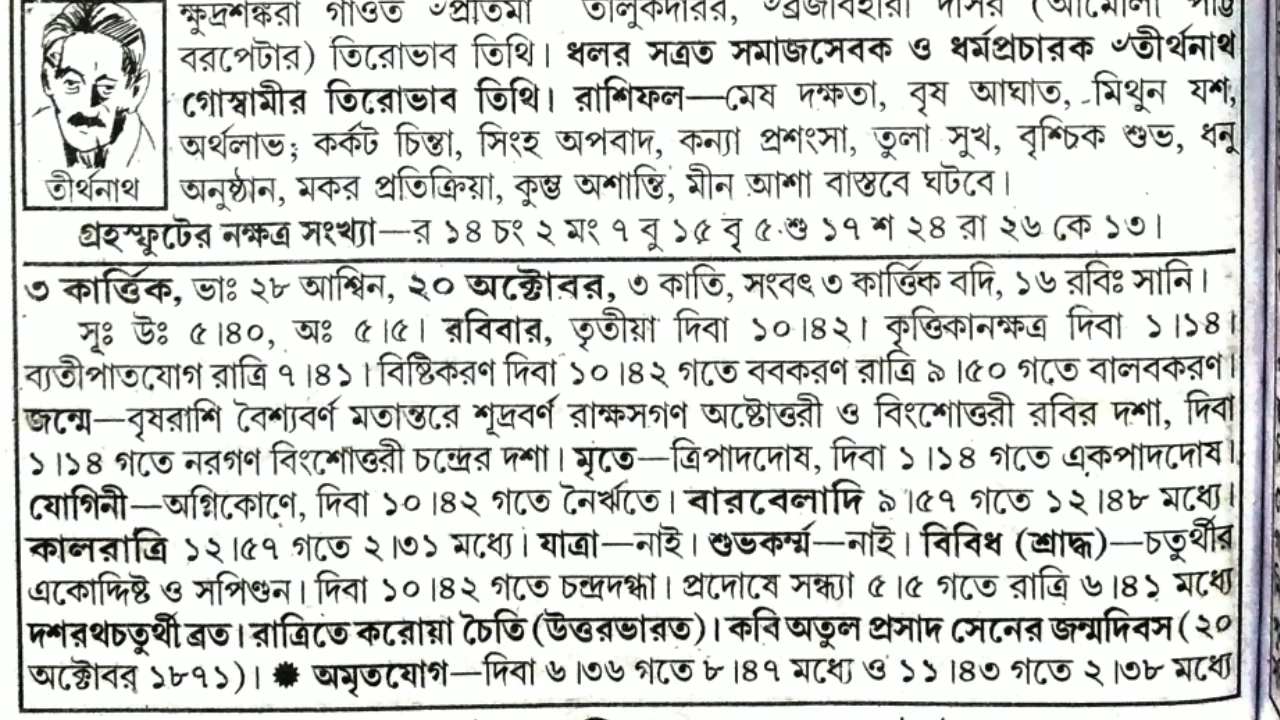 ক্ষুদ্রশঙ্করা গাওত ৺প্রতিমা তালুকদারর, ৺ব্রজবিহারী দাসর
বরপেটার) তিরোভাব তিথি। ধলর সত্রত সমাজসেবক ও ধর্মপ্রচারক ৺তীর্থনাথ
গোস্বামীর তিরোভাব তিথি। রাশিফল—মেষ দক্ষতা, বৃষ আঘাত, মিথুন যশ,
অর্থলাভ; কর্কট চিন্তা, সিংহ অপবাদ, কন্যা প্রশংসা, তুলা সুখ, বৃশ্চিক শুভ, ধনু
তীর্থনাথ
অনুষ্ঠান, মকর প্রতিক্রিয়া, কুম্ভ অশান্তি, মীন আশা বাস্তবে ঘটবে।
গ্রহস্ফুটের নক্ষত্র সংখ্যা—র ১৪ চং ২ মং ৭ বু ১৫ বৃ ৫ শু ১৭ শ ২৪ রা ২৬ কে ১৩।
৩ কার্ত্তিক, ভাঃ ২৮ আশ্বিন, ২০ অক্টোবর, ৩ কাতি, সংবৎ ৩ কার্ত্তিক বদি, ১৬ রবিঃ সানি।
সূঃ উঃ ৫।৪০, অঃ ৫।৫। রবিবার, তৃতীয়া দিবা ১০।৪২। কৃত্তিকানক্ষত্র দিবা ১।১৪।
ব্যতীপাতযোগ রাত্রি ৭।৪১। বিষ্টিকরণ দিবা ১০।৪২ গতে ববকরণ রাত্রি ৯।৫০ গতে বালবকরণ।
জন্মে—বৃষরাশি বৈশ্যবর্ণ মতান্তরে শূদ্রবর্ণ রাক্ষসগণ অষ্টোত্তরী ও বিংশোত্তরী রবির দশা, দিবা
১।১৪ গতে নরগণ বিংশোত্তরী চন্দ্রের দশা। মৃতে—ত্রিপাদদোষ, দিবা ১।১৪ গতে একপাদদোষ।
যোগিনী—অগ্নিকোণে, দিবা ১০।৪২ গতে নৈর্ঋতে। বারবেলাদি ৯।৫৭ গতে ১২।৪৮ মধ্যে।
কালরাত্রি ১২।৫৭ গতে ২।৩১ মধ্যে। যাত্রা—নাই। শুভকর্ম্ম—নাই। বিবিধ (শ্রাদ্ধ)—চতুর্থীর
একোদ্দিষ্ট ও সপিণ্ডন। দিবা ১০।৪২ গতে চন্দ্রদগ্ধা। প্রদোষে সন্ধ্যা ৫।৫ গতে রাত্রি ৬।৪১ মধ্যে
দশরথচতুর্থী ব্রত। রাত্রিতে করোয়া চৈতি (উত্তরভারত)। কবি অতুল প্রসাদ সেনের জন্মদিবস (২০
অক্টোবর ১৮৭১)। ✸ অমৃতযোগ—দিবা ৬।৩৬ গতে ৮।৪৭ মধ্যে ও ১১।৪৩ গতে ২।৩৮ মধ্যে